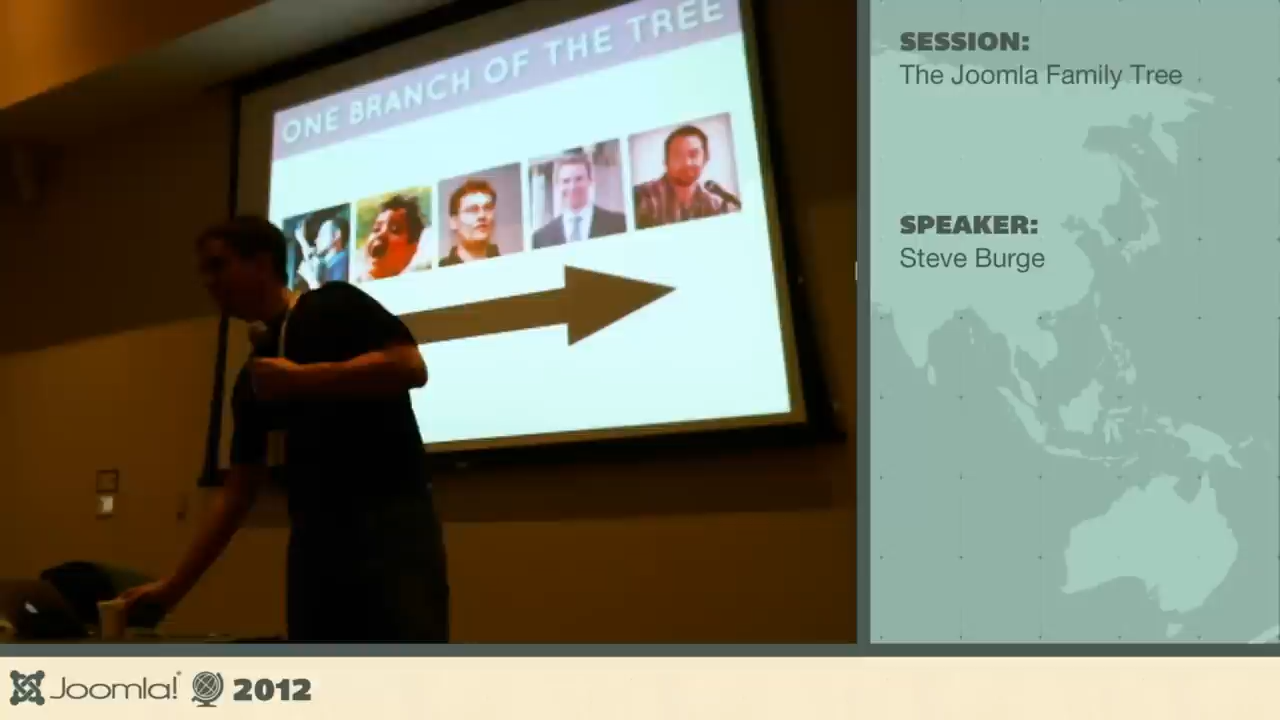 ONE BRANCH OF THE TREE
SESSION:
The Joomla Family Tree
SPEAKER:
Steve Burge
Joomla! 2012